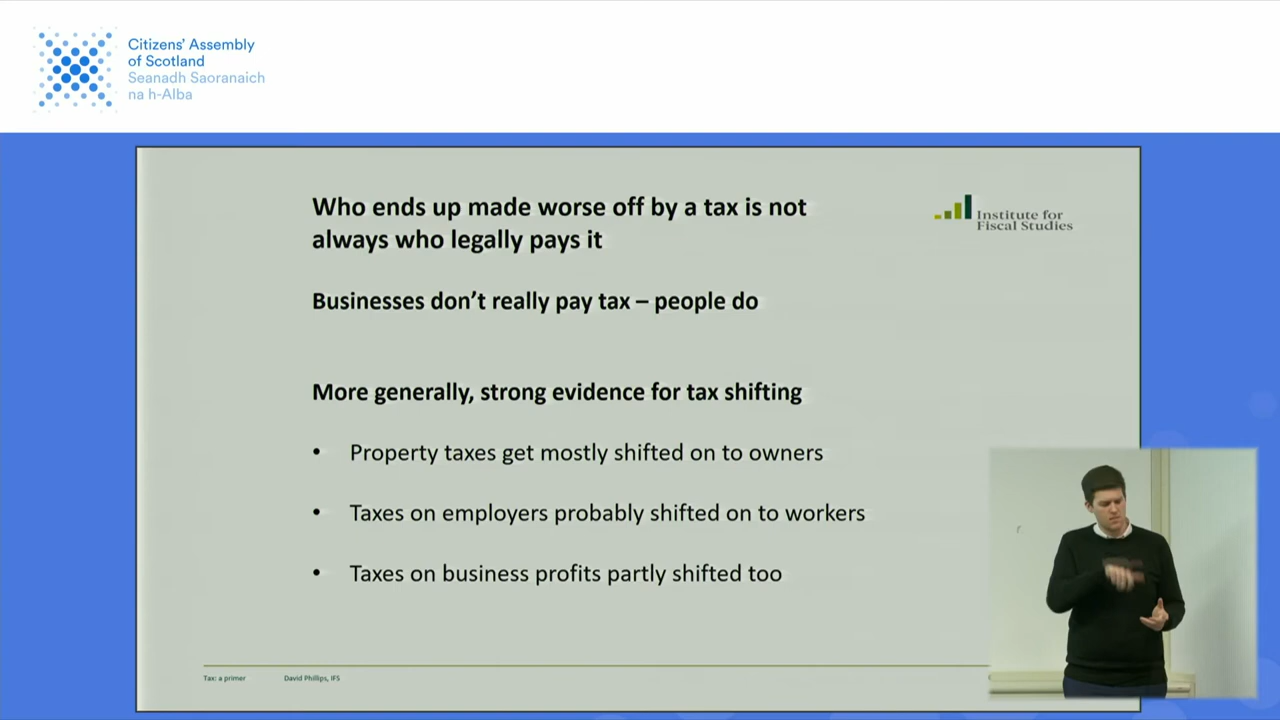 Citizens' Assembly
of Scotland
Seanadh Saoranaich
na h-Alba
Who ends up made worse off by a tax is not
always who legally pays it
Institute for
Fiscal Studies
Businesses don't really pay tax – people do
More generally, strong evidence for tax shifting
• Property taxes get mostly shifted on to owners
• Taxes on employers probably shifted on to workers
• Taxes on business profits partly shifted too
Tax: a primer David Phillips, IFS